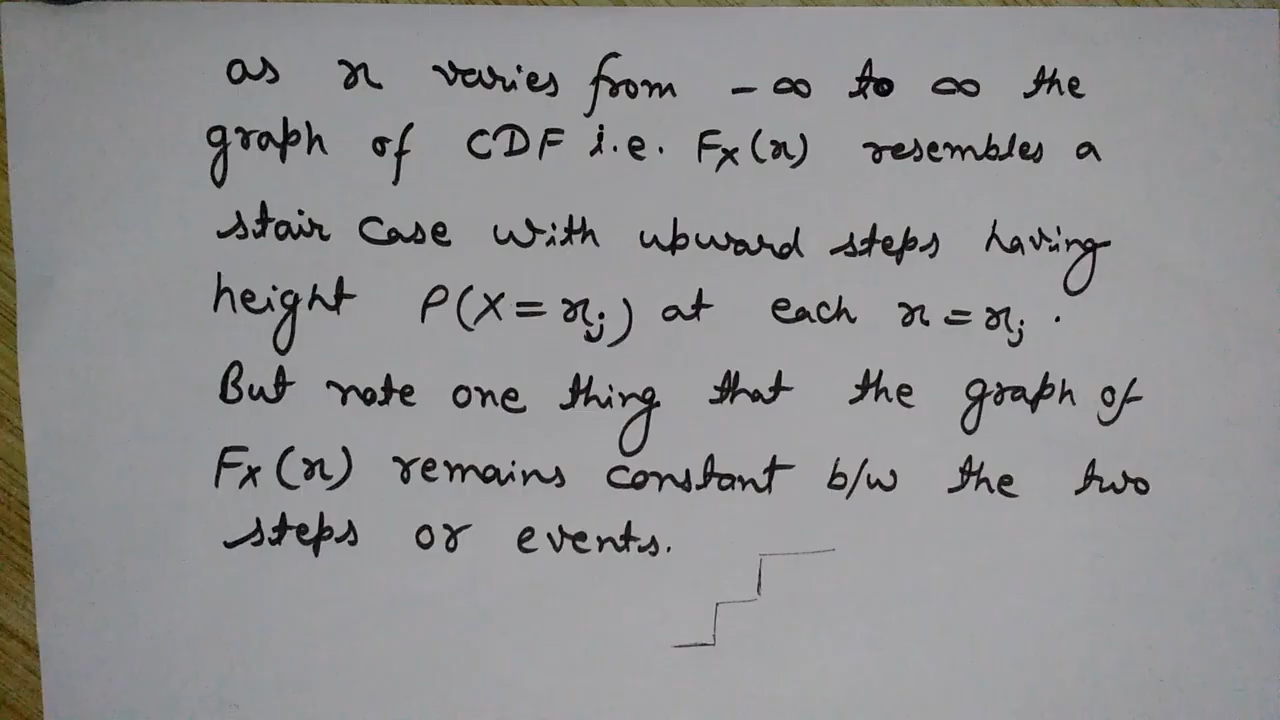 as x varies from - ∞ to ∞ the
graph of CDF i.e. Fx(x) resembles a
stair case with upward steps having
height P(X = xj) at each x = xj .
But note one thing that the graph of
Fx(x) remains constant b/w the two
steps or events.